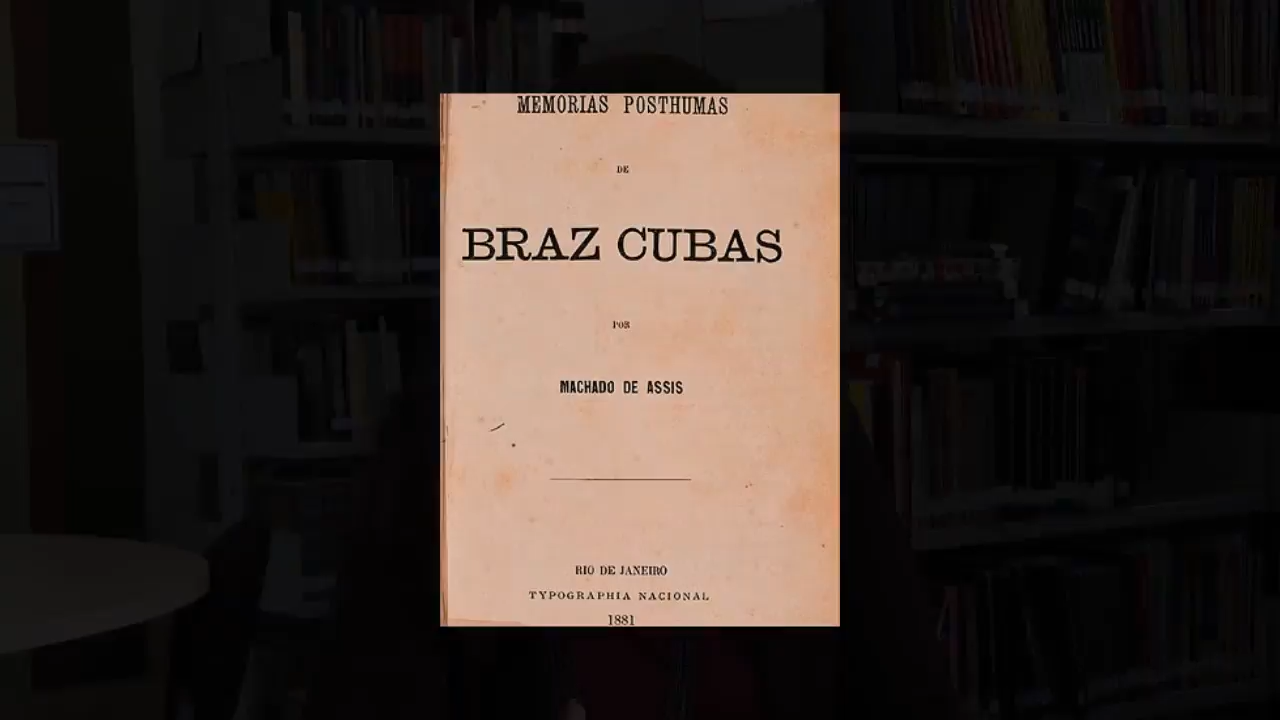 MEMORIAS POSTHUMAS
DE
BRAZ CUBAS
POR
MACHADO DE ASSIS
RIO DE JANEIRO
TYPOGRAPHIA NACIONAL
1881